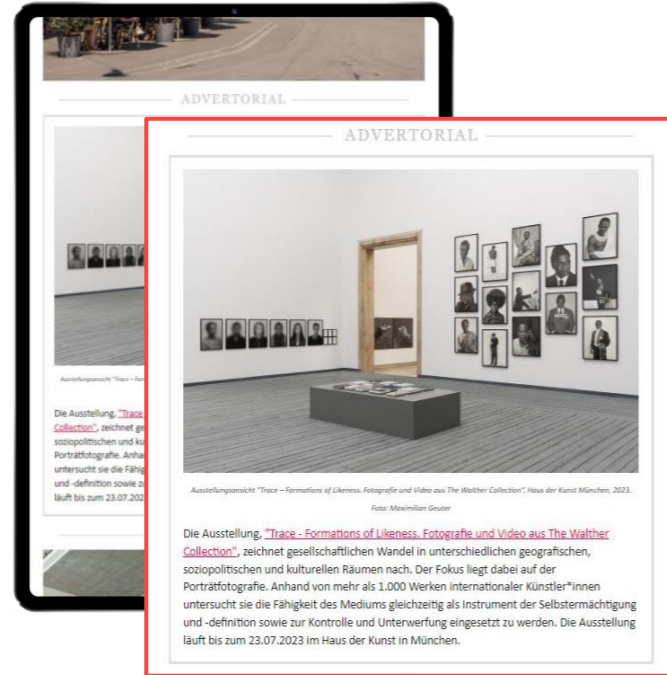 ADVERTORIAL
Ausstellungsansicht "Trace – For
Die Ausstellung, "Trace
Collection", zeichnet ge
soziopolitischen und ku
Porträtfotografie. Anha
untersucht sie die Fähig
und -definition sowie zu
läuft bis zum 23.07.202
ADVERTORIAL
Ausstellungsansicht "Trace – Formations of Likeness. Fotografie und Video aus The Walther Collection", Haus der Kunst München, 2023.
Foto: Maximilian Geuter
Die Ausstellung, "Trace - Formations of Likeness. Fotografie und Video aus The Walther
Collection", zeichnet gesellschaftlichen Wandel in unterschiedlichen geografischen,
soziopolitischen und kulturellen Räumen nach. Der Fokus liegt dabei auf der
Porträtfotografie. Anhand von mehr als 1.000 Werken internationaler Künstler*innen
untersucht sie die Fähigkeit des Mediums gleichzeitig als Instrument der Selbstermächtigung
und -definition sowie zur Kontrolle und Unterwerfung eingesetzt zu werden. Die Ausstellung
läuft bis zum 23.07.2023 im Haus der Kunst in München.